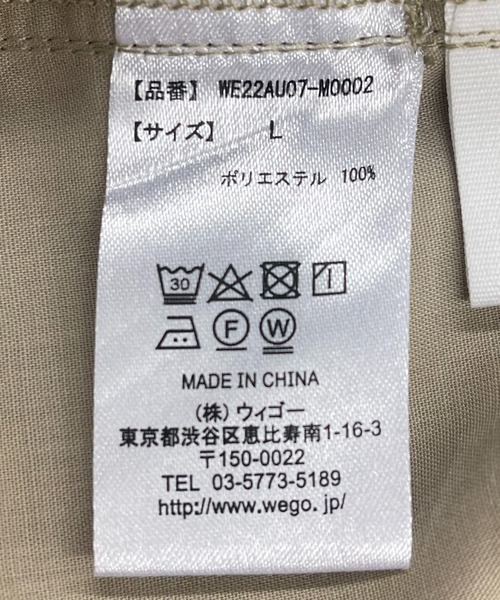 【品番】 WE22AU07-M0002
【サイズ】 L
ポリエステル 100%
30
F W
MADE IN CHINA
(株) ウィゴー
東京都渋谷区恵比寿南1-16-3
〒150-0022
TEL 03-5773-5189
http://www.wego.jp/